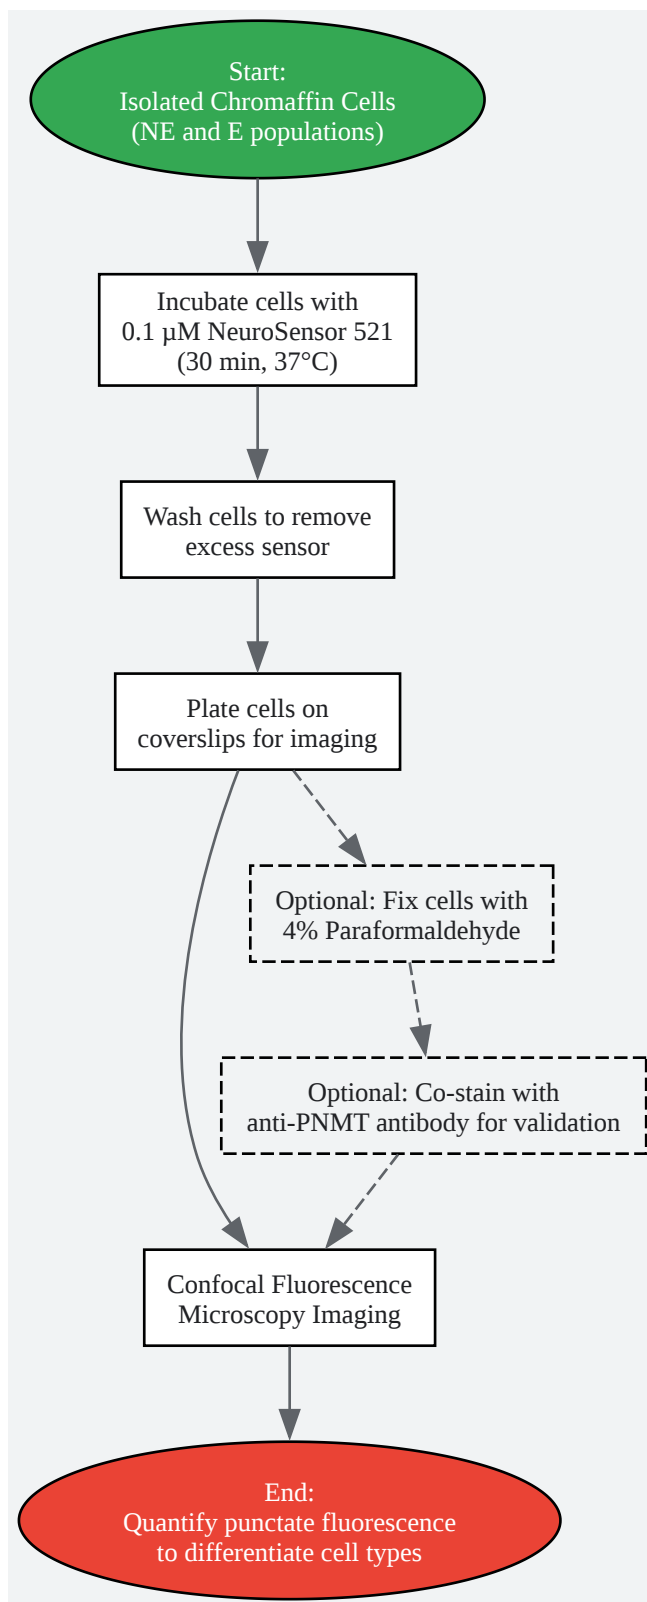 Start:
Isolated Chromaffin Cells
(NE and E populations)
Incubate cells with
0.1 µM NeuroSensor 521
(30 min, 37°C)
Wash cells to remove
excess sensor
Plate cells on
coverslips for imaging
Optional: Fix cells with
4% Paraformaldehyde
Optional: Co-stain with
anti-PNMT antibody for validation
Confocal Fluorescence
Microscopy Imaging
End:
Quantify punctate fluorescence
to differentiate cell types